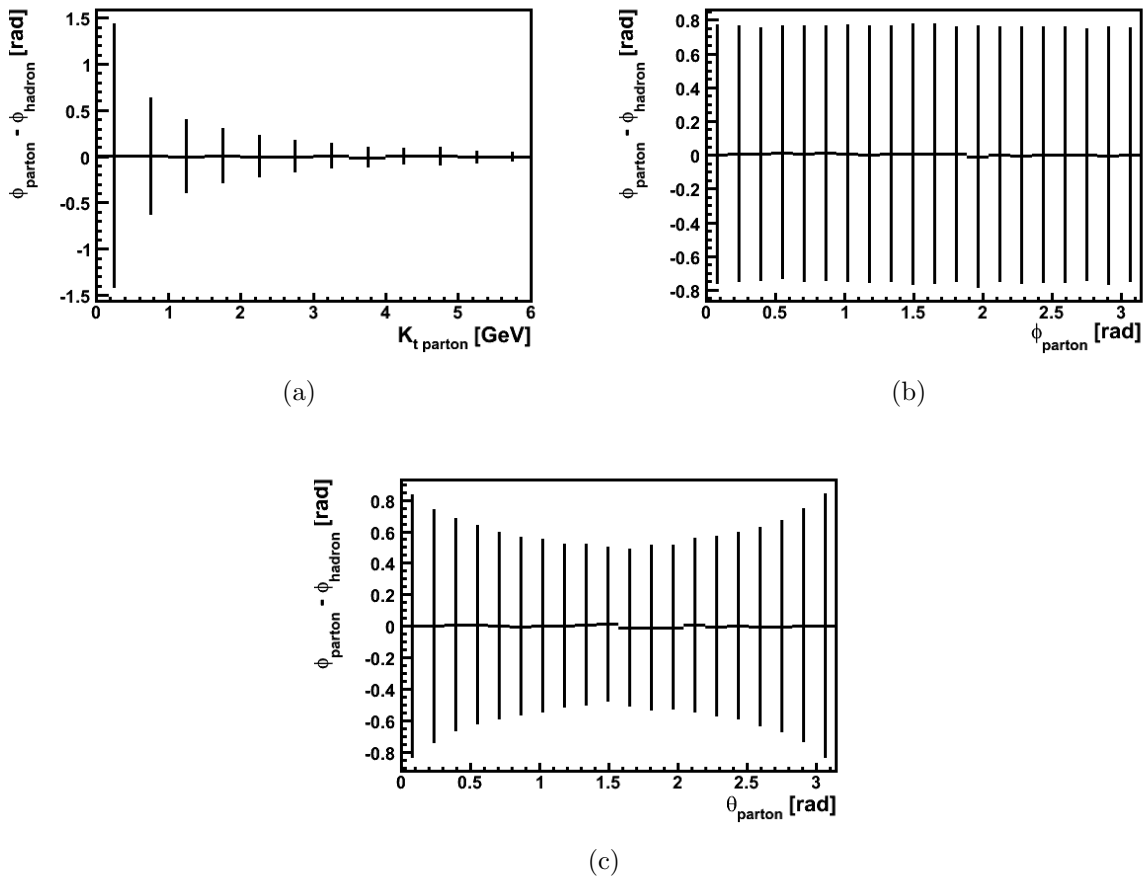 ϕparton - ϕhadron [rad]
1.5
1
0.5
0
-0.5
-1
-1.5
0 1 2 3 4 5 6
Kt parton [GeV]
(a)
ϕparton - ϕhadron [rad]
0.8
0.6
0.4
0.2
0
-0.2
-0.4
-0.6
-0.8
0 0.5 1 1.5 2 2.5 3
ϕparton [rad]
(b)
ϕparton - ϕhadron [rad]
0.8
0.6
0.4
0.2
0
-0.2
-0.4
-0.6
-0.8
0 0.5 1 1.5 2 2.5 3
θparton [rad]
(c)